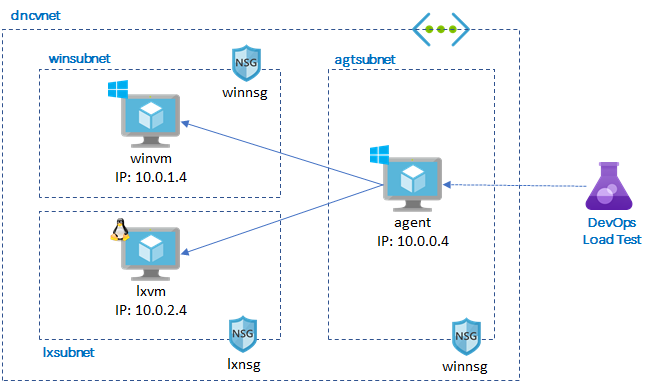 dncvnet
winsubnet
NSG
winnsg
winvm
IP: 10.0.1.4
agtsubnet
agent
IP: 10.0.0.4
DevOps
Load Test
lxvm
IP: 10.0.2.4
NSG
lxnsg
lxsubnet
NSG
winnsg